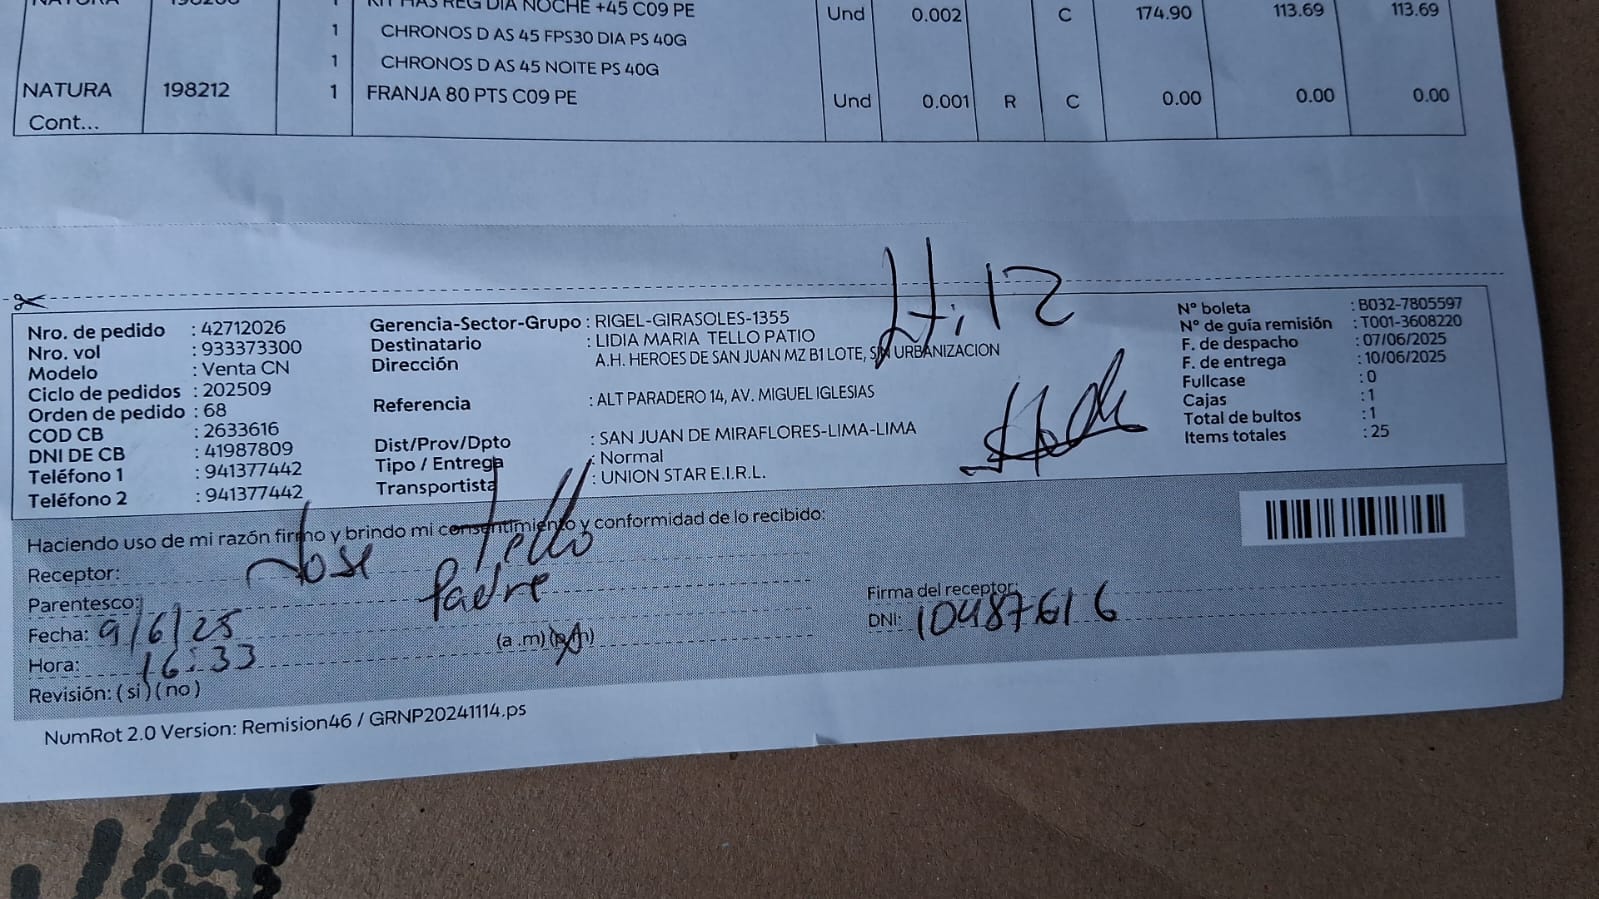 1 KIT HAS REG DIA NOCHE +45 C09 PE Und 0.002 C 174.90 113.69 113.69
1 CHRONOS D AS 45 FPS30 DIA PS 40G
1 CHRONOS D AS 45 NOITE PS 40G
NATURA 198212 1 FRANJA 80 PTS C09 PE Und 0.001 R C 0.00 0.00 0.00
Cont...
Nro. de pedido : 42712026
Nro. vol : 933373300
Modelo : Venta CN
Ciclo de pedidos : 202509
Orden de pedido : 68
COD CB : 2633616
DNI DE CB : 41987809
Teléfono 1 : 941377442
Teléfono 2 : 941377442
Gerencia-Sector-Grupo : RIGEL-GIRASOLES-1355
Destinatario : LIDIA MARIA TELLO PATIO
Dirección A.H. HEROES DE SAN JUAN MZ B1 LOTE, SN URBANIZACION
Referencia : ALT PARADERO 14, AV. MIGUEL IGLESIAS
Dist/Prov/Dpto : SAN JUAN DE MIRAFLORES-LIMA-LIMA
Tipo / Entrega : Normal
Transportista : UNION STAR E.I.R.L.
Lt; 12
N° boleta : B032-7805597
N° de guía remisión : T001-3608220
F. de despacho : 07/06/2025
F. de entrega : 10/06/2025
Fullcase : 0
Cajas : 1
Total de bultos : 1
Items totales : 25
Haciendo uso de mi razón firmo y brindo mi consentimiento y conformidad de lo recibido:
Receptor: Jose Tello
Parentesco: Padre
Fecha: 9/6/25
Hora: 16:33 (a .m) (p.m)
Revisión: ( si ) ( no )
Firma del receptor:
DNI: 10487616
NumRot 2.0 Version: Remision46 / GRNP20241114.ps